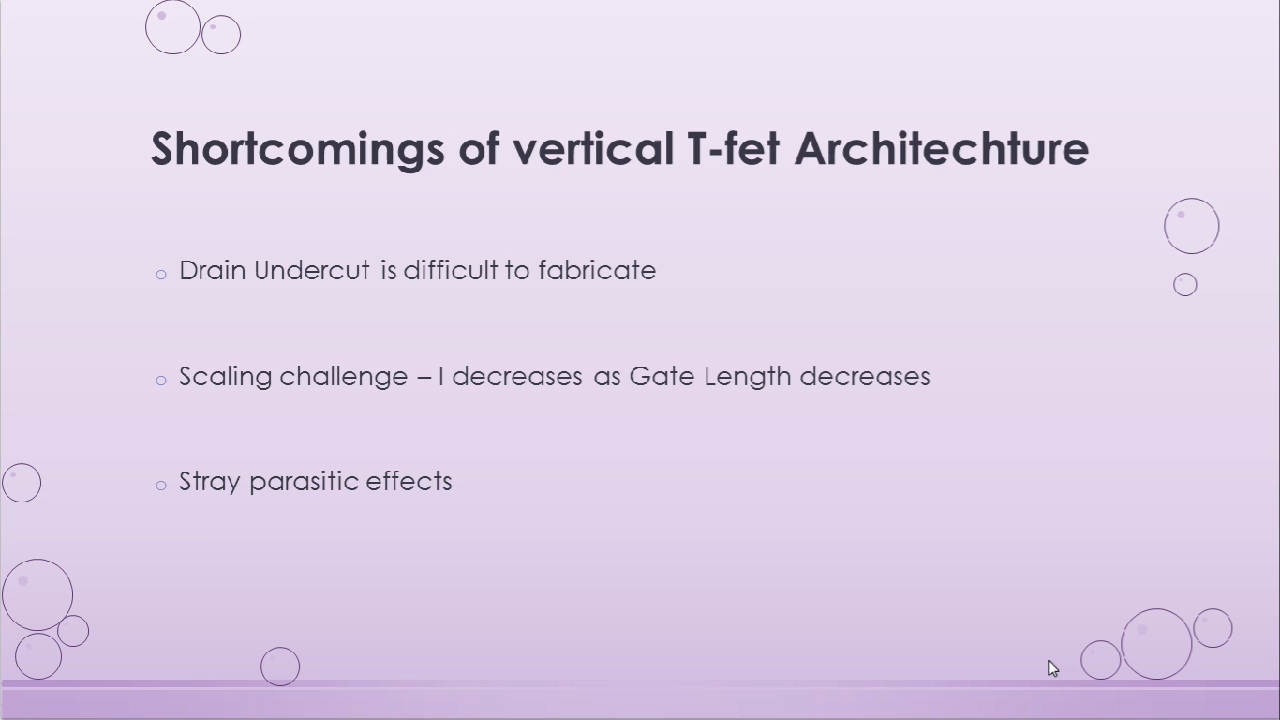 Shortcomings of vertical T-fet Architechture
Drain Undercut is difficult to fabricate
Scaling challenge – I decreases as Gate Length decreases
Stray parasitic effects